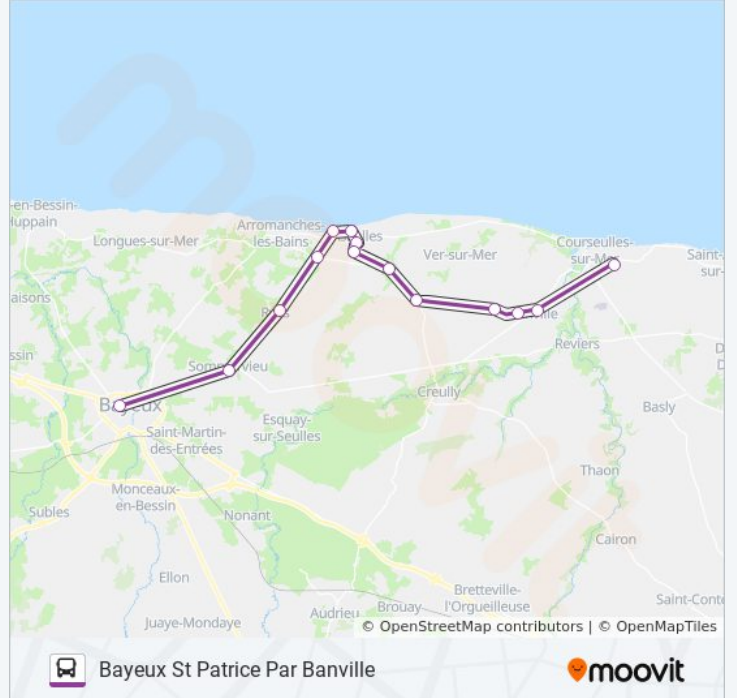 en-Bessin-
Huppain
Longues-sur-Mer
Arromanches-
les-Bains
Ver-sur-Mer
Courseulles-
sur-Mer
Saint-
sur-
aisons
ssin
Sommervieu
Reviers
Bayeux
Creully
Basly
Esquay-
sur-Seulles
Saint-Martin-
des-Entrées
Thaon
Monceaux-
en-Bessin
Subles
Nonant
Cairon
Ellon
Bretteville-
l'Orgueilleuse
Saint-Conte
Juaye-Mondaye
Audrieu
Brouay
© OpenStreetMap contributors | © OpenMapTiles
Bayeux St Patrice Par Banville
moovit